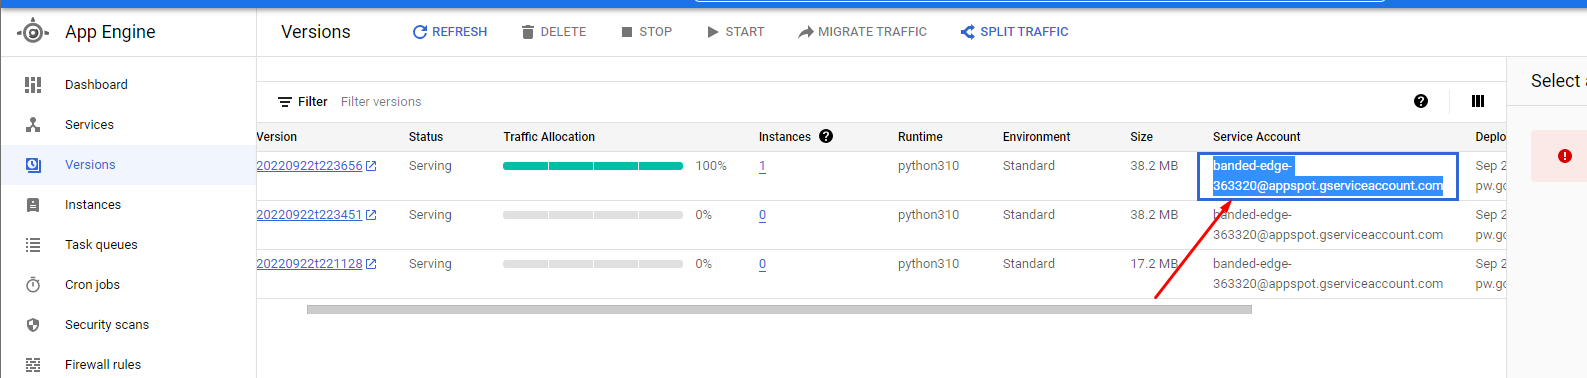 App Engine
Versions
REFRESH
DELETE
STOP
START
MIGRATE TRAFFIC
SPLIT TRAFFIC
Dashboard
Services
Versions
Instances
Task queues
Cron jobs
Security scans
Firewall rules
Filter Filter versions
Version Status Traffic Allocation Instances Runtime Environment Size Service Account Deplo
20220922t223656 Serving 100% 1 python310 Standard 38.2 MB banded-edge- Sep 2
363320@appspot.gserviceaccount.com pw.gc
20220922t223451 Serving 0% 0 python310 Standard 38.2 MB banded-edge- Sep 2
363320@appspot.gserviceaccount.com pw.gc
20220922t221128 Serving 0% 0 python310 Standard 17.2 MB banded-edge- Sep 2
363320@appspot.gserviceaccount.com pw.gc
Select a